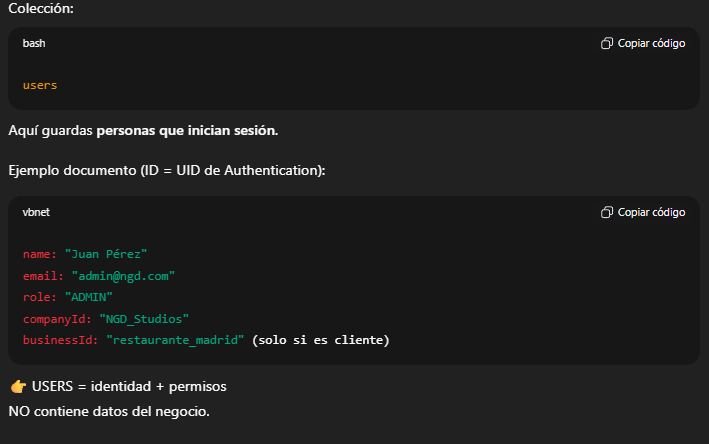 Colección:
bash
Copiar código
users
Aquí guardas personas que inician sesión.
Ejemplo documento (ID = UID de Authentication):
vbnet
Copiar código
name: "Juan Pérez"
email: "admin@ngd.com"
role: "ADMIN"
companyId: "NGD_Studios"
businessId: "restaurante_madrid" (solo si es cliente)
👉 USERS = identidad + permisos
NO contiene datos del negocio.